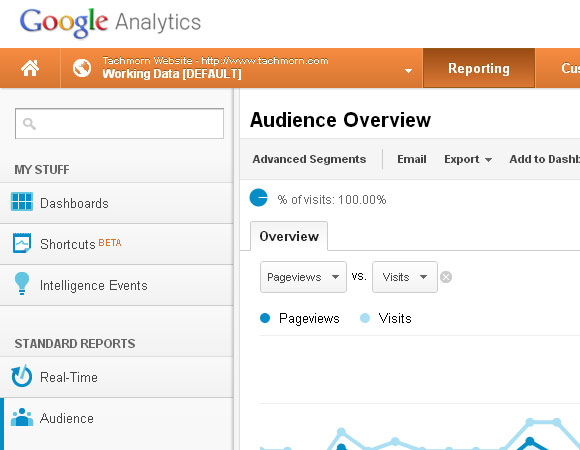 Google Analytics
Tachmorn Website - http://www.tachmorn.com
Working Data [DEFAULT]
Reporting
Cus
MY STUFF
Dashboards
Shortcuts BETA
Intelligence Events
STANDARD REPORTS
Real-Time
Audience
Audience Overview
Advanced Segments Email Export Add to Dashb
% of visits: 100.00%
Overview
Pageviews vs. Visits
Pageviews Visits